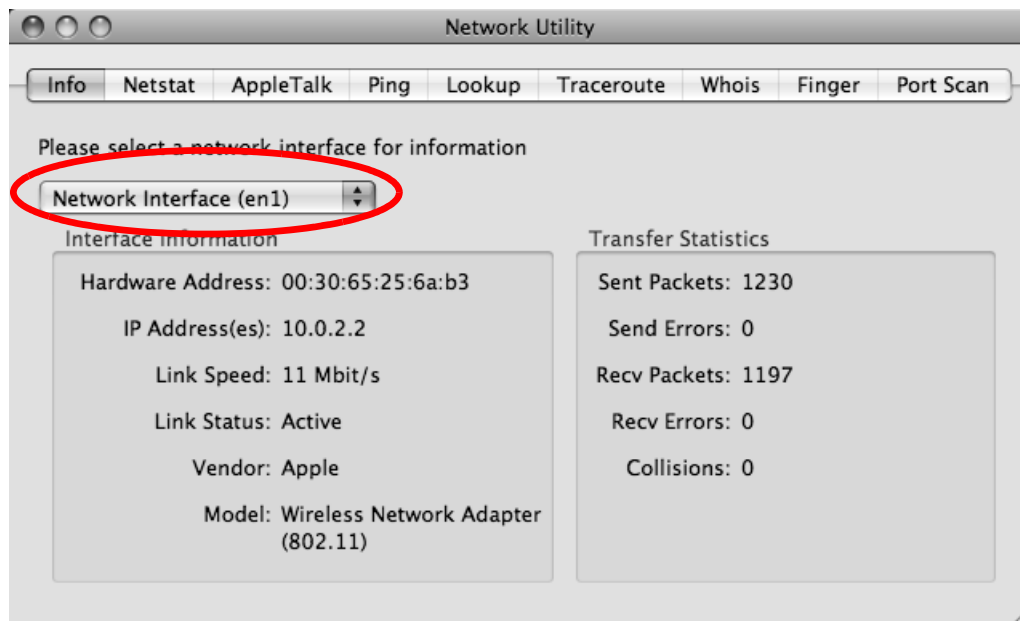 Network Utility
Info Netstat AppleTalk Ping Lookup Traceroute Whois Finger Port Scan
Please select a network interface for information
Network Interface (en1)
Interface Information
Hardware Address: 00:30:65:25:6a:b3
IP Address(es): 10.0.2.2
Link Speed: 11 Mbit/s
Link Status: Active
Vendor: Apple
Model: Wireless Network Adapter
(802.11)
Transfer Statistics
Sent Packets: 1230
Send Errors: 0
Recv Packets: 1197
Recv Errors: 0
Collisions: 0